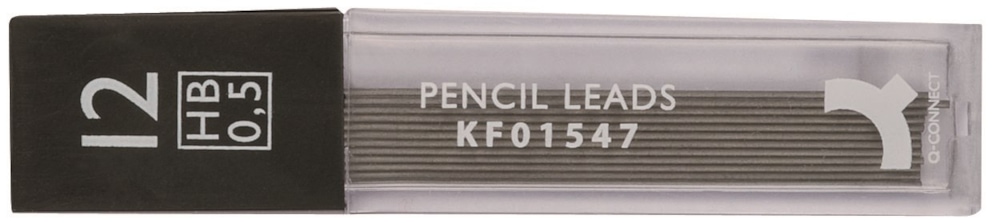 12
HB
0,5
PENCIL LEADS
KF01547
Q-CONNECT